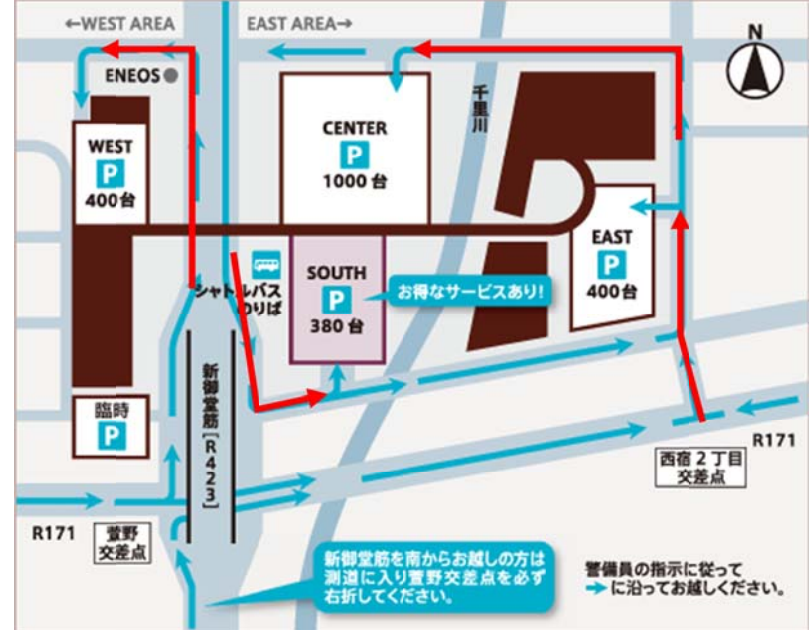 ←WEST AREA
EAST AREA→
N
ENEOS
WEST
P
400台
CENTER
P
1000台
千里川
EAST
P
400台
シャトルバス
のりば
SOUTH
P
380台
お得なサービスあり!
新御堂筋[R423]
臨時
P
R171
西宿2丁目
交差点
R171
萱野
交差点
新御堂筋を南からお越しの方は
測道に入り萱野交差点を必ず
右折してください。
警備員の指示に従って
→に沿ってお越しください。